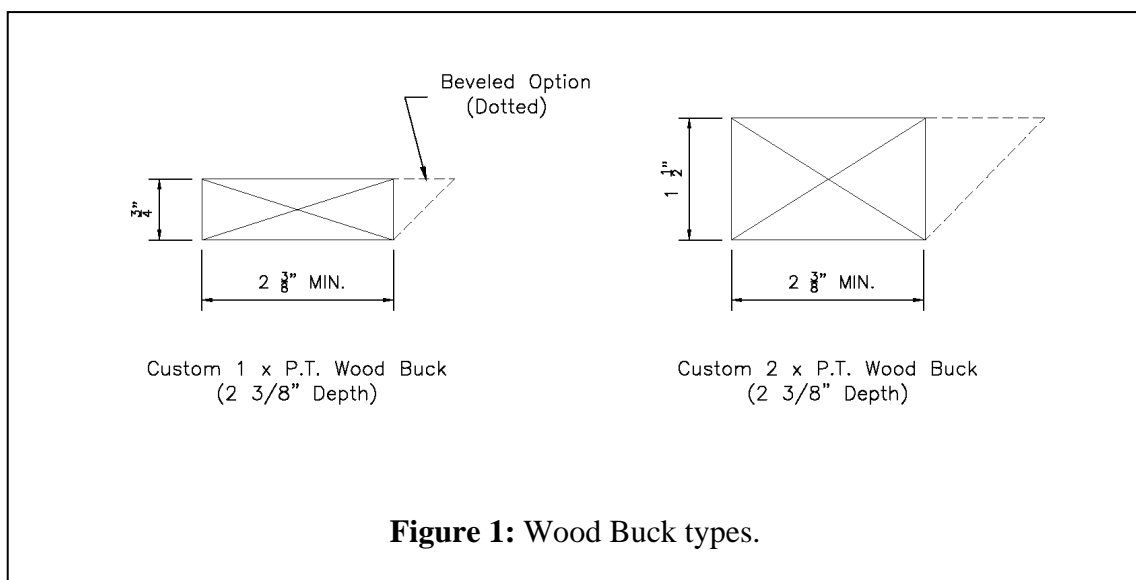 Beveled Option
(Dotted)
3/4"
2 3/8" MIN.
Custom 1 x P.T. Wood Buck
(2 3/8" Depth)
1 1/2"
2 3/8" MIN.
Custom 2 x P.T. Wood Buck
(2 3/8" Depth)
Figure 1: Wood Buck types.